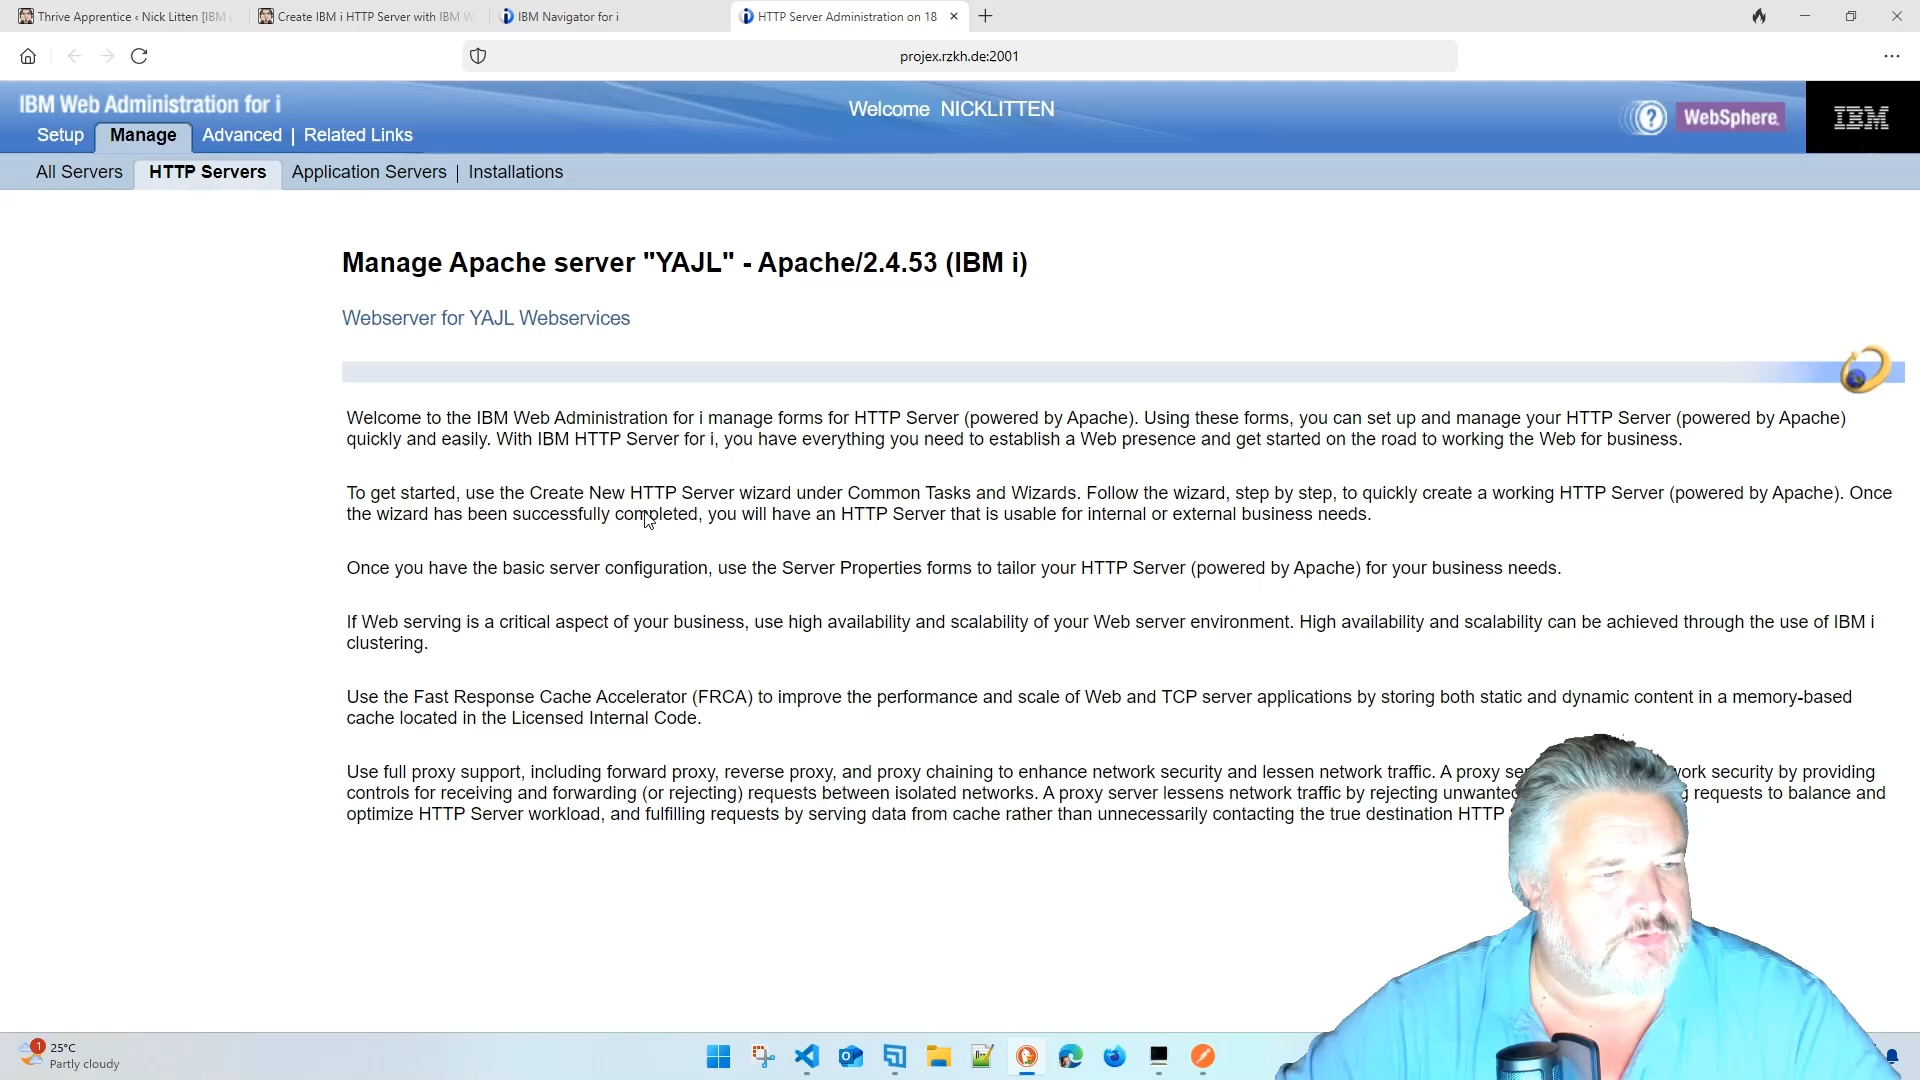 Thrive Apprentice ‹ Nick Litten [IBM
Create IBM i HTTP Server with IBM W
IBM Navigator for i
HTTP Server Administration on 18
projex.rzkh.de:2001
IBM Web Administration for i
Welcome NICKLITTEN
WebSphere.
IBM
Setup Manage Advanced | Related Links
All Servers HTTP Servers Application Servers | Installations
Manage Apache server "YAJL" - Apache/2.4.53 (IBM i)
Webserver for YAJL Webservices
Welcome to the IBM Web Administration for i manage forms for HTTP Server (powered by Apache). Using these forms, you can set up and manage your HTTP Server (powered by Apache)
quickly and easily. With IBM HTTP Server for i, you have everything you need to establish a Web presence and get started on the road to working the Web for business.
To get started, use the Create New HTTP Server wizard under Common Tasks and Wizards. Follow the wizard, step by step, to quickly create a working HTTP Server (powered by Apache). Once
the wizard has been successfully completed, you will have an HTTP Server that is usable for internal or external business needs.
Once you have the basic server configuration, use the Server Properties forms to tailor your HTTP Server (powered by Apache) for your business needs.
If Web serving is a critical aspect of your business, use high availability and scalability of your Web server environment. High availability and scalability can be achieved through the use of IBM i
clustering.
Use the Fast Response Cache Accelerator (FRCA) to improve the performance and scale of Web and TCP server applications by storing both static and dynamic content in a memory-based
cache located in the Licensed Internal Code.
Use full proxy support, including forward proxy, reverse proxy, and proxy chaining to enhance network security and lessen network traffic. A proxy security by providing
controls for receiving and forwarding (or rejecting) requests between isolated networks. A proxy server lessens network traffic by rejecting requests to balance and
optimize HTTP Server workload, and fulfilling requests by serving data from cache rather than unnecessarily contacting the true destination HTTP
1
25°C
Partly cloudy